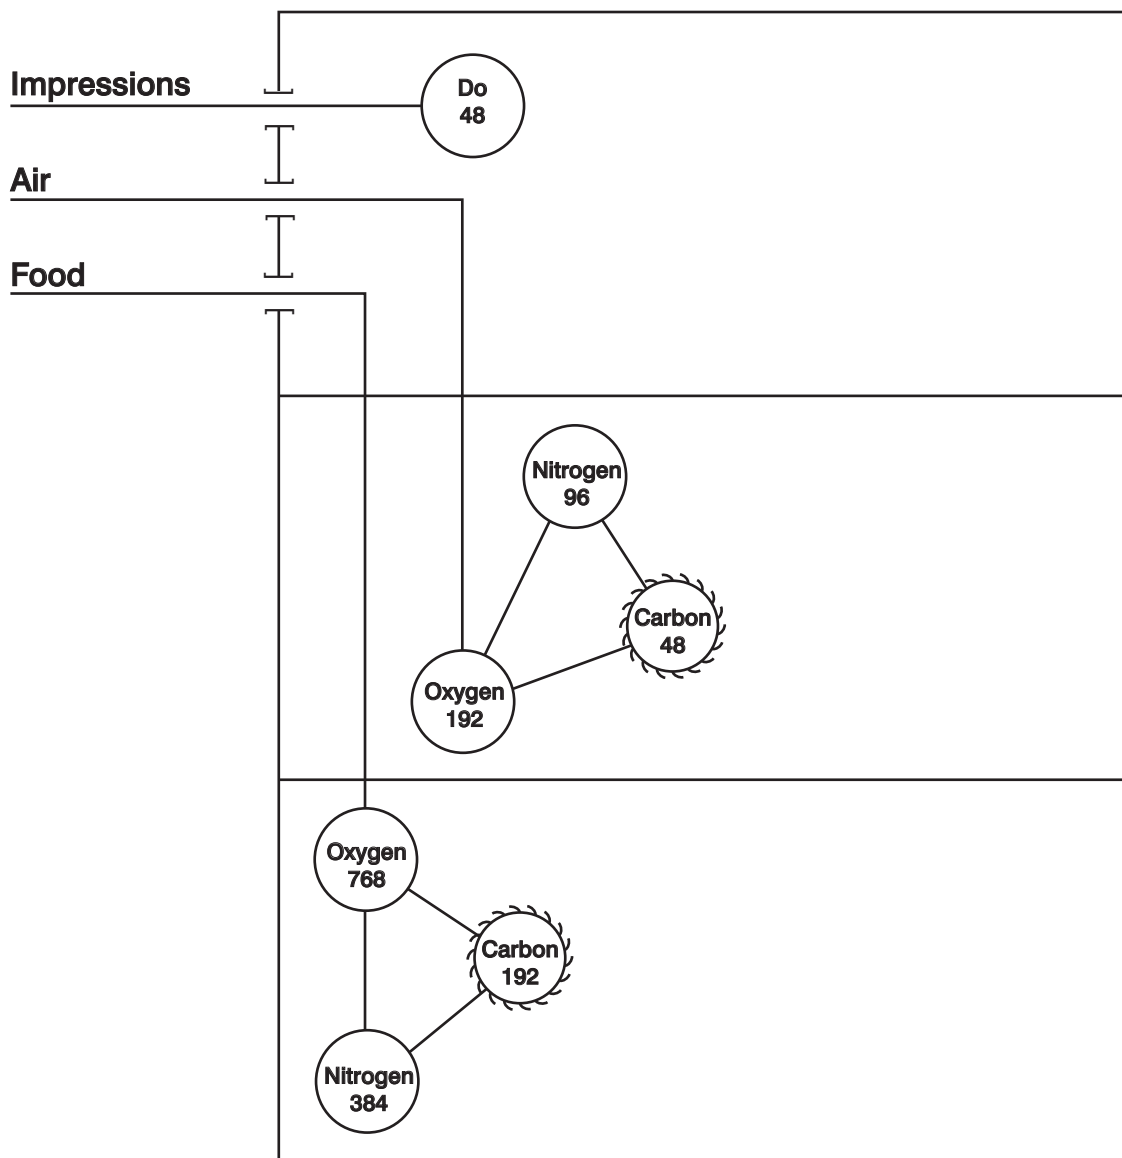 Impressions
Do
48
Air
Food
Nitrogen
96
Carbon
48
Oxygen
192
Oxygen
768
Carbon
192
Nitrogen
384